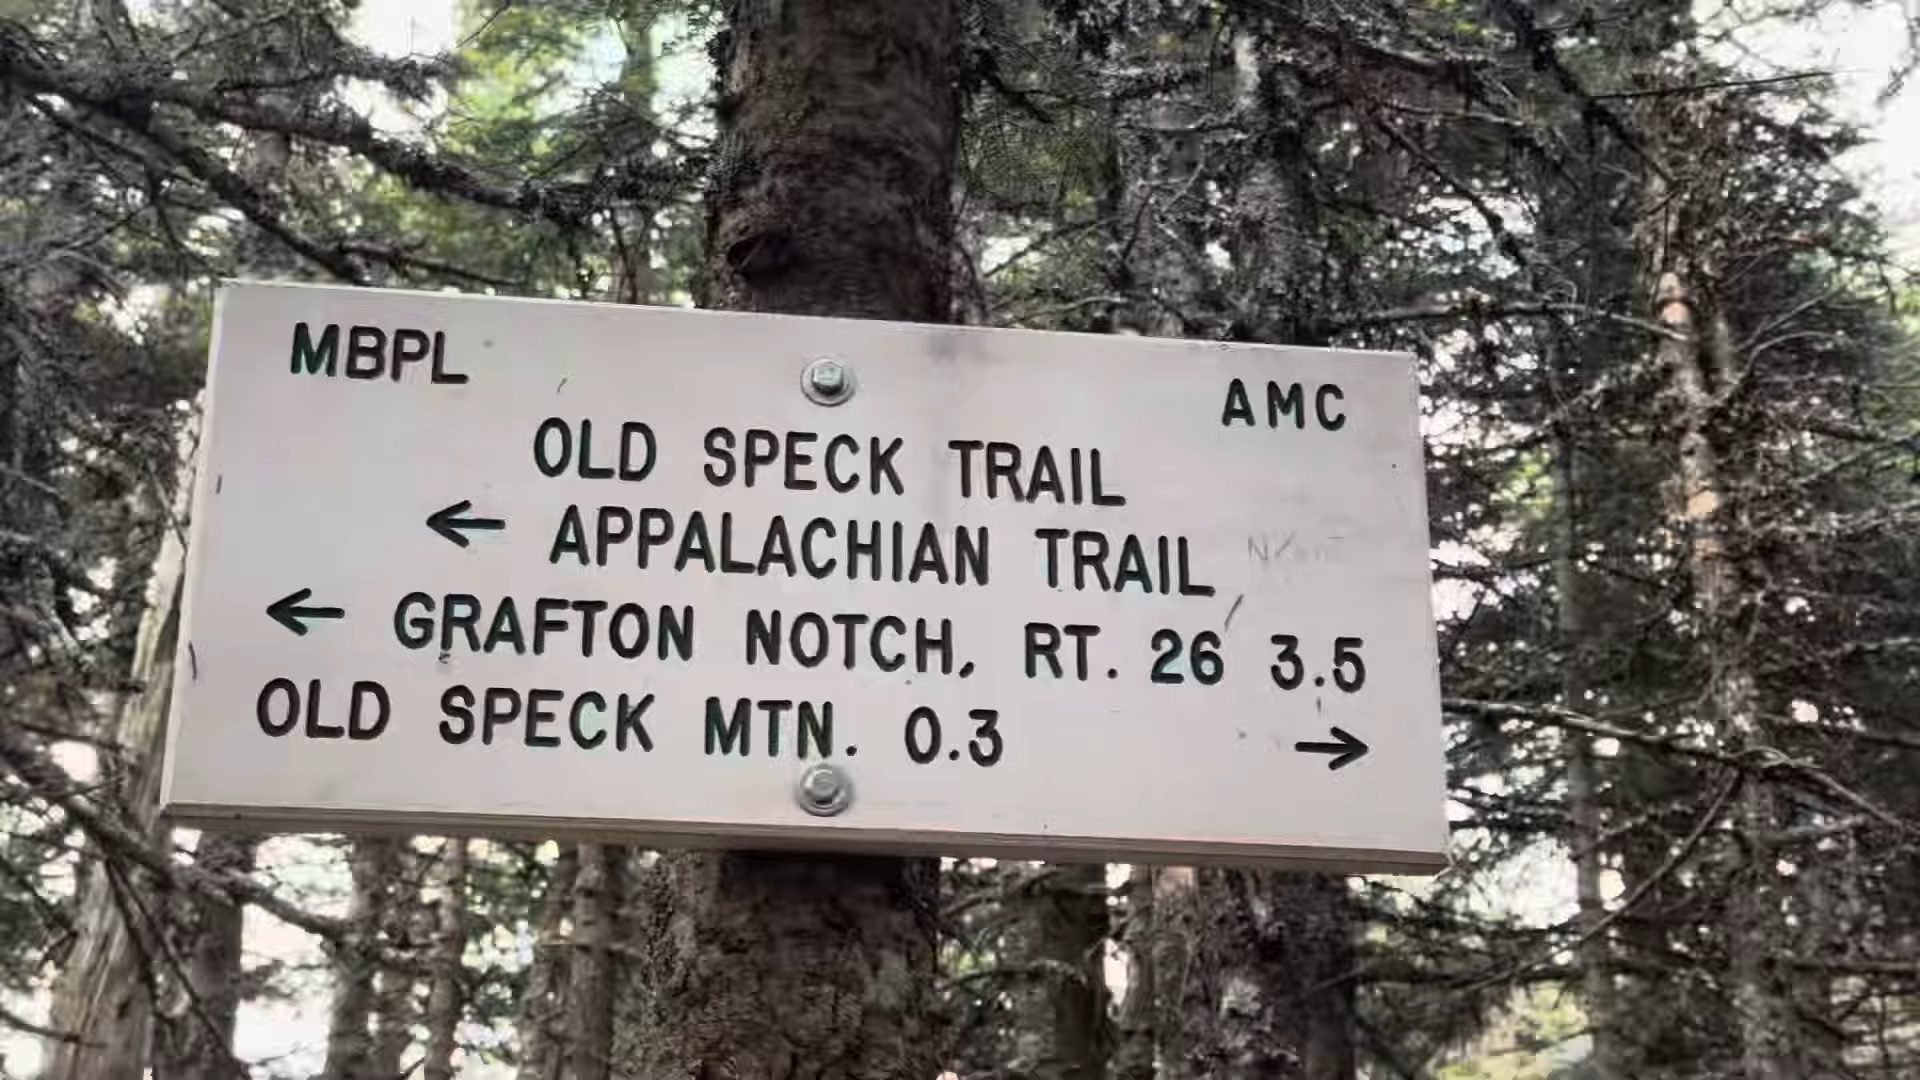 MBPL AMC
OLD SPECK TRAIL
← APPALACHIAN TRAIL
← GRAFTON NOTCH, RT. 26 3.5
OLD SPECK MTN. 0.3 →